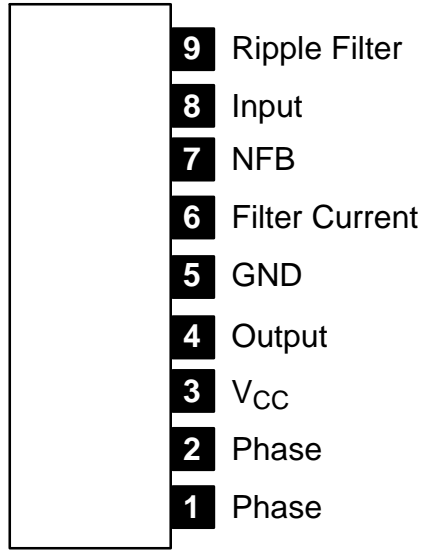 9 Ripple Filter
8 Input
7 NFB
6 Filter Current
5 GND
4 Output
3 VCC
2 Phase
1 Phase